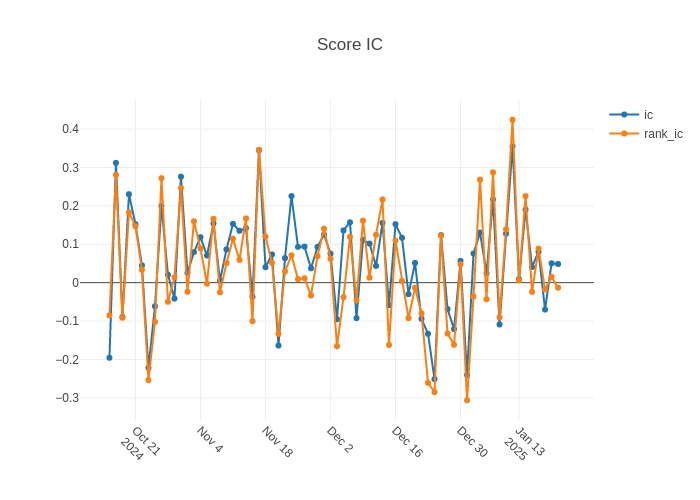 Score IC
ic
rank_ic
0.4
0.3
0.2
0.1
0
−0.1
−0.2
−0.3
Oct 21
2024
Nov 4
Nov 18
Dec 2
Dec 16
Dec 30
Jan 13
2025